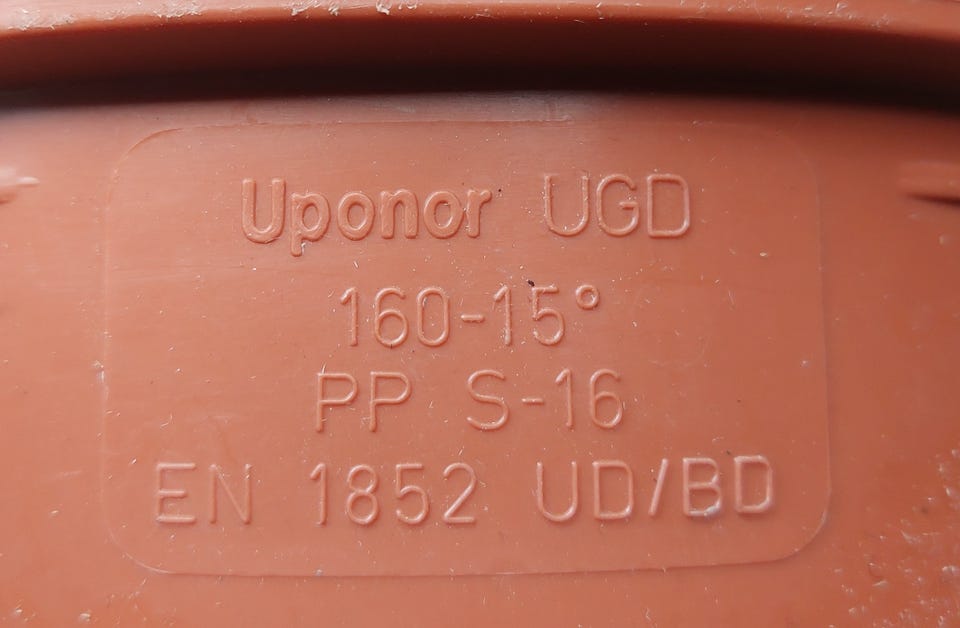 Uponor UGD
160-15°
PP S-16
EN 1852 UD/BD